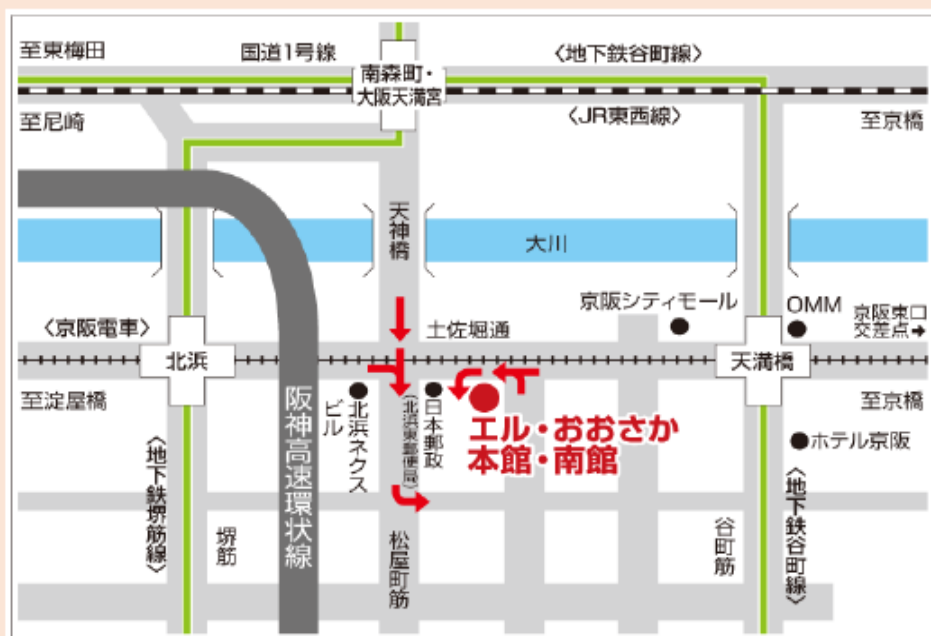 至東梅田
国道1号線
〈地下鉄谷町線〉
南森町・
大阪天満宮
至尼崎
〈JR東西線〉
至京橋
天神橋
大川
京阪シティモール
OMM
京阪東口
交差点➔
〈京阪電車〉
土佐堀通
北浜
天満橋
至淀屋橋
至京橋
阪神高速環状線
北浜ネクス
ビル
日本郵政
(北浜東郵便局)
エル・おおさか
本館・南館
ホテル京阪
〈地下鉄堺筋線〉
堺筋
松屋町筋
谷町筋
〈地下鉄谷町線〉